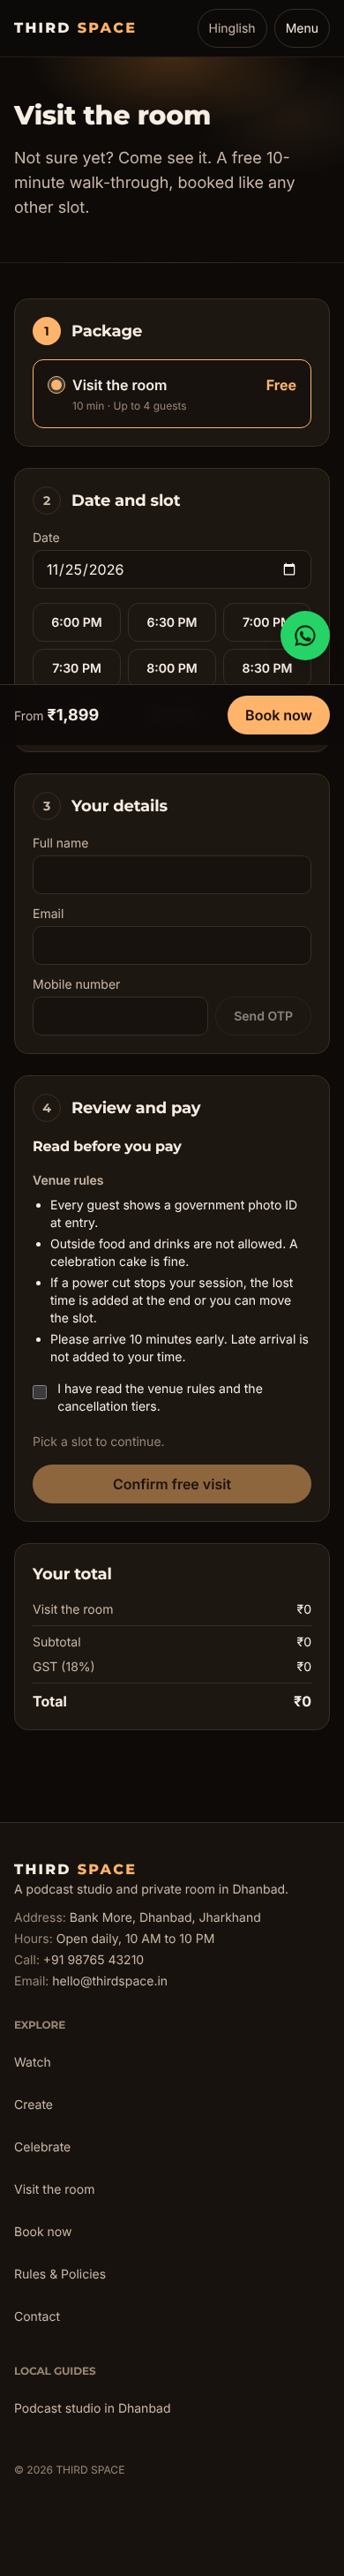 THIRD SPACE
Hinglish
Menu
Visit the room
Not sure yet? Come see it. A free 10-
minute walk-through, booked like any
other slot.
1 Package
Visit the room Free
10 min · Up to 4 guests
2 Date and slot
Date
11/25/2026
6:00 PM 6:30 PM 7:00 PM
7:30 PM 8:00 PM 8:30 PM
From ₹1,899 Book now
3 Your details
Full name
Email
Mobile number
Send OTP
4 Review and pay
Read before you pay
Venue rules
• Every guest shows a government photo ID
at entry.
• Outside food and drinks are not allowed. A
celebration cake is fine.
• If a power cut stops your session, the lost
time is added at the end or you can move
the slot.
• Please arrive 10 minutes early. Late arrival is
not added to your time.
I have read the venue rules and the
cancellation tiers.
Pick a slot to continue.
Confirm free visit
Your total
Visit the room ₹0
Subtotal ₹0
GST (18%) ₹0
Total ₹0
THIRD SPACE
A podcast studio and private room in Dhanbad.
Address: Bank More, Dhanbad, Jharkhand
Hours: Open daily, 10 AM to 10 PM
Call: +91 98765 43210
Email: hello@thirdspace.in
EXPLORE
Watch
Create
Celebrate
Visit the room
Book now
Rules & Policies
Contact
LOCAL GUIDES
Podcast studio in Dhanbad
© 2026 THIRD SPACE